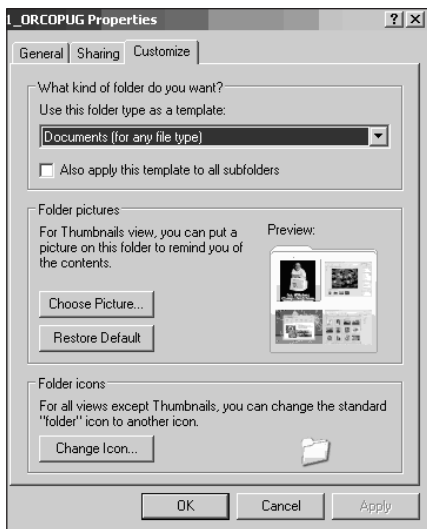 1_ORCOPUG Properties
? X
General Sharing Customize
What kind of folder do you want?
Use this folder type as a template:
Documents (for any file type)
Also apply this template to all subfolders
Folder pictures
For Thumbnails view, you can put a
picture on this folder to remind you of
the contents.
Preview:
Choose Picture...
Restore Default
Folder icons
For all views except Thumbnails, you can change the standard
"folder" icon to another icon.
Change Icon...
OK Cancel Apply